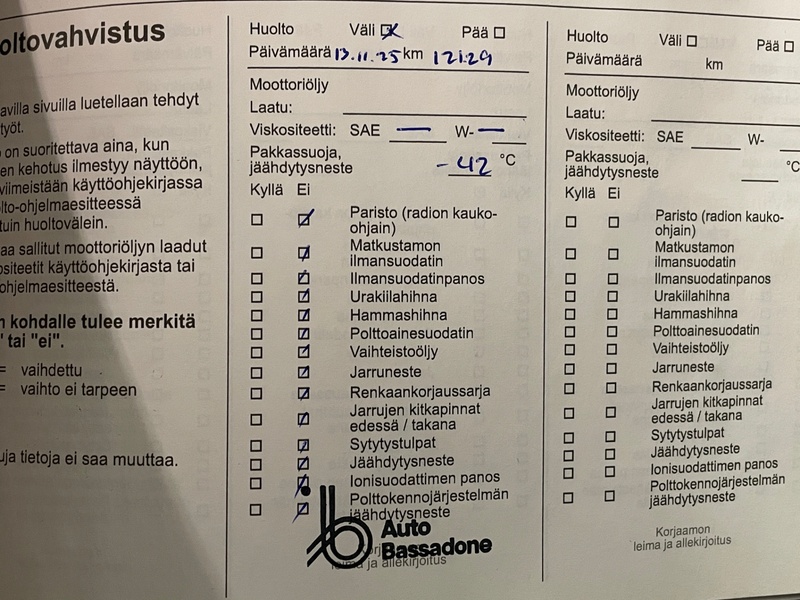 oltovahvistus
avilla sivuilla luetellaan tehdyt
työt.
on suoritettava aina, kun
en kehotus ilmestyy näyttöön,
viimeistään käyttöohjekirjassa
lto-ohjelmaesitteessä
tuin huoltovälein.
aa sallitut moottoriöljyn laadut
ositeetit käyttöohjekirjasta tai
ohjelmaesitteestä.
n kohdalle tulee merkitä
" tai "ei".
= vaihdettu
= vaihto ei tarpeen
uja tietoja ei saa muuttaa.
Huolto Väli Pää
Päivämäärä 13.11.25 km 12129
Moottoriöljy
Laatu:
Viskositeetti: SAE — W- —
Pakkassuoja,
jäähdytysneste -42 °C
Kyllä Ei
Paristo (radion kauko-
ohjain)
Matkustamon
ilmansuodatin
Ilmansuodatinpanos
Urakiilahihna
Hammashihna
Polttoainesuodatin
Vaihteistoöljy
Jarruneste
Renkaankorjaussarja
Jarrujen kitkapinnat
edessä / takana
Sytytystulpat
Jäähdytysneste
Ionisuodattimen panos
Polttokennojärjestelmän
jäähdytysneste
Auto
Bassadone
leima ja allekirjoitus
Huolto Väli Pää
Päivämäärä km
Moottoriöljy
Laatu:
Viskositeetti: SAE W-
Pakkassuoja,
jäähdytysneste °C
Kyllä Ei
Paristo (radion kauko-
ohjain)
Matkustamon
ilmansuodatin
Ilmansuodatinpanos
Urakiilahihna
Hammashihna
Polttoainesuodatin
Vaihteistoöljy
Jarruneste
Renkaankorjaussarja
Jarrujen kitkapinnat
edessä / takana
Sytytystulpat
Jäähdytysneste
Ionisuodattimen panos
Polttokennojärjestelmän
jäähdytysneste
Korjaamon
leima ja allekirjoitus